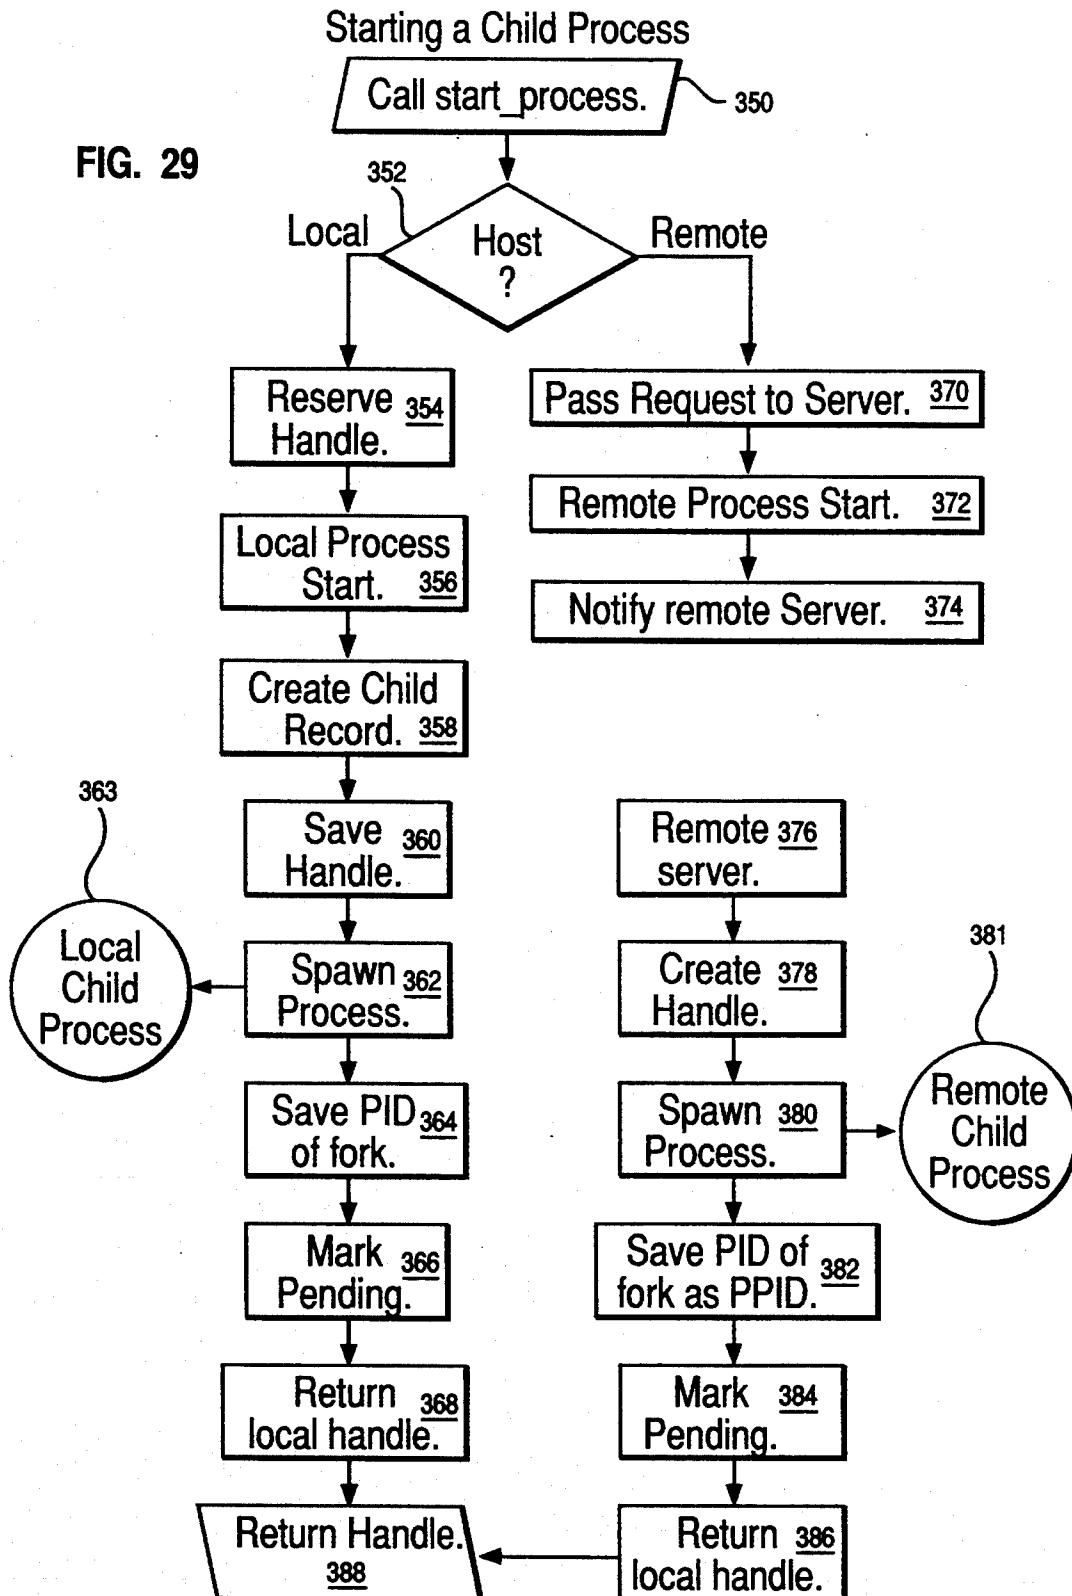 Starting a Child Process
Call start_process.
350
FIG. 29
352
Local
Host
?
Remote
Reserve 354
Handle.
Pass Request to Server. 370
Local Process
Start. 356
Remote Process Start. 372
Notify remote Server. 374
Create Child
Record. 358
363
Save 360
Handle.
Remote 376
server.
Local
Child
Process
Spawn 362
Process.
Create 378
Handle.
381
Save PID 364
of fork.
Spawn 380
Process.
Remote
Child
Process
Mark 366
Pending.
Save PID of 382
fork as PPID.
Return 368
local handle.
Mark 384
Pending.
Return Handle.
388
Return 386
local handle.